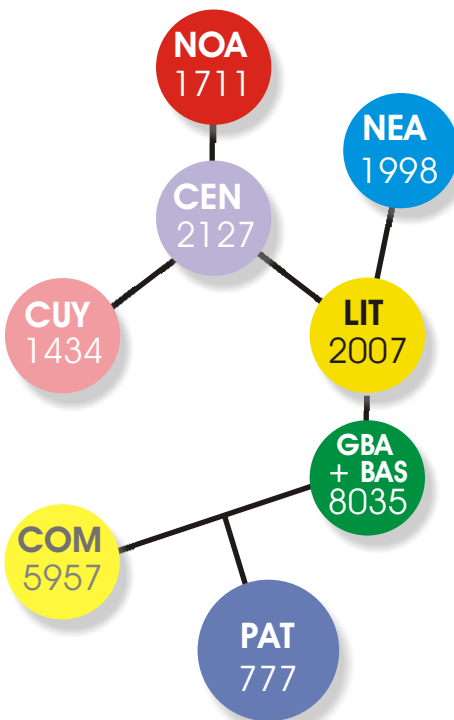 NOA
1711
NEA
1998
CEN
2127
CUY
1434
LIT
2007
GBA
+ BAS
8035
COM
5957
PAT
777